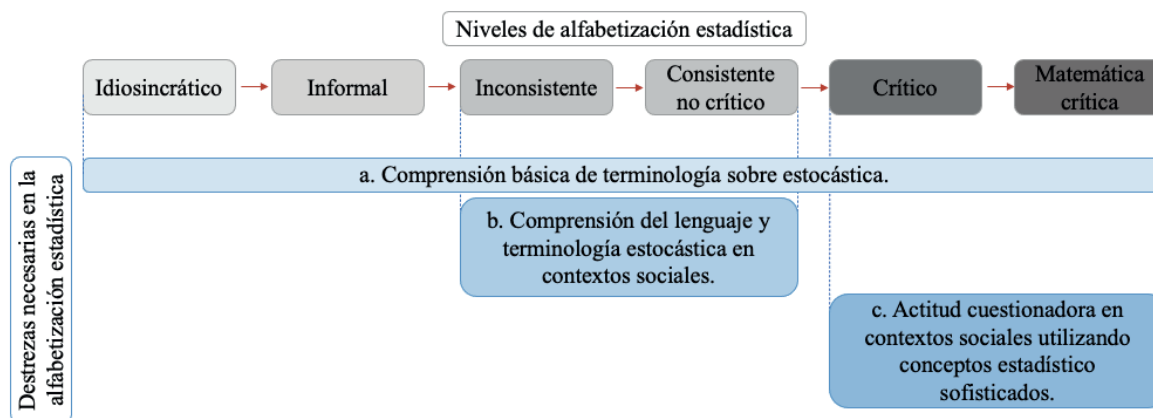 Niveles de alfabetización estadística
Idiosincrático
Informal
Inconsistente
Consistente
no crítico
Crítico
Matemática
crítica
Destrezas necesarias en la
alfabetización estadística
a. Comprensión básica de terminología sobre estocástica.
b. Comprensión del lenguaje y
terminología estocástica en
contextos sociales.
c. Actitud cuestionadora en
contextos sociales utilizando
conceptos estadístico
sofisticados.